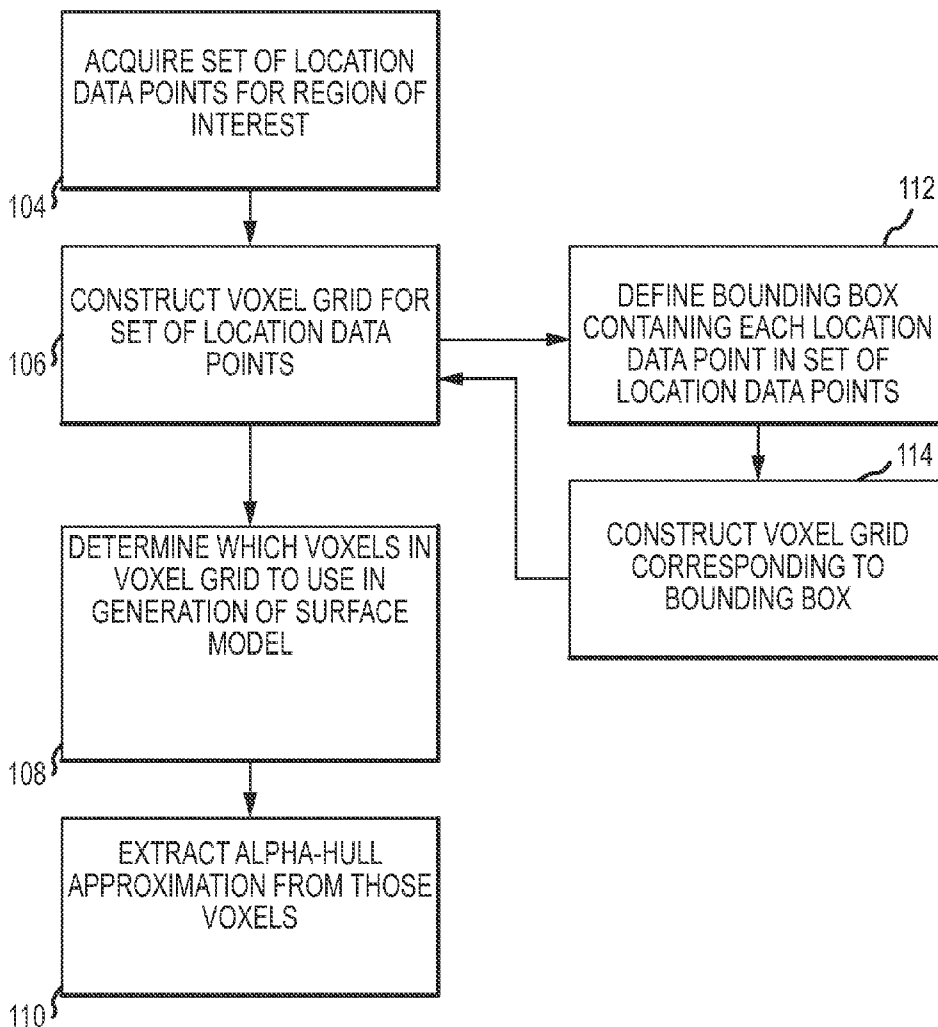 ACQUIRE SET OF LOCATION
DATA POINTS FOR REGION OF
INTEREST
104
CONSTRUCT VOXEL GRID FOR
SET OF LOCATION DATA
POINTS
106
112
DEFINE BOUNDING BOX
CONTAINING EACH LOCATION
DATA POINT IN SET OF
LOCATION DATA POINTS
114
CONSTRUCT VOXEL GRID
CORRESPONDING TO
BOUNDING BOX
DETERMINE WHICH VOXELS IN
VOXEL GRID TO USE IN
GENERATION OF SURFACE
MODEL
108
EXTRACT ALPHA-HULL
APPROXIMATION FROM THOSE
VOXELS
110